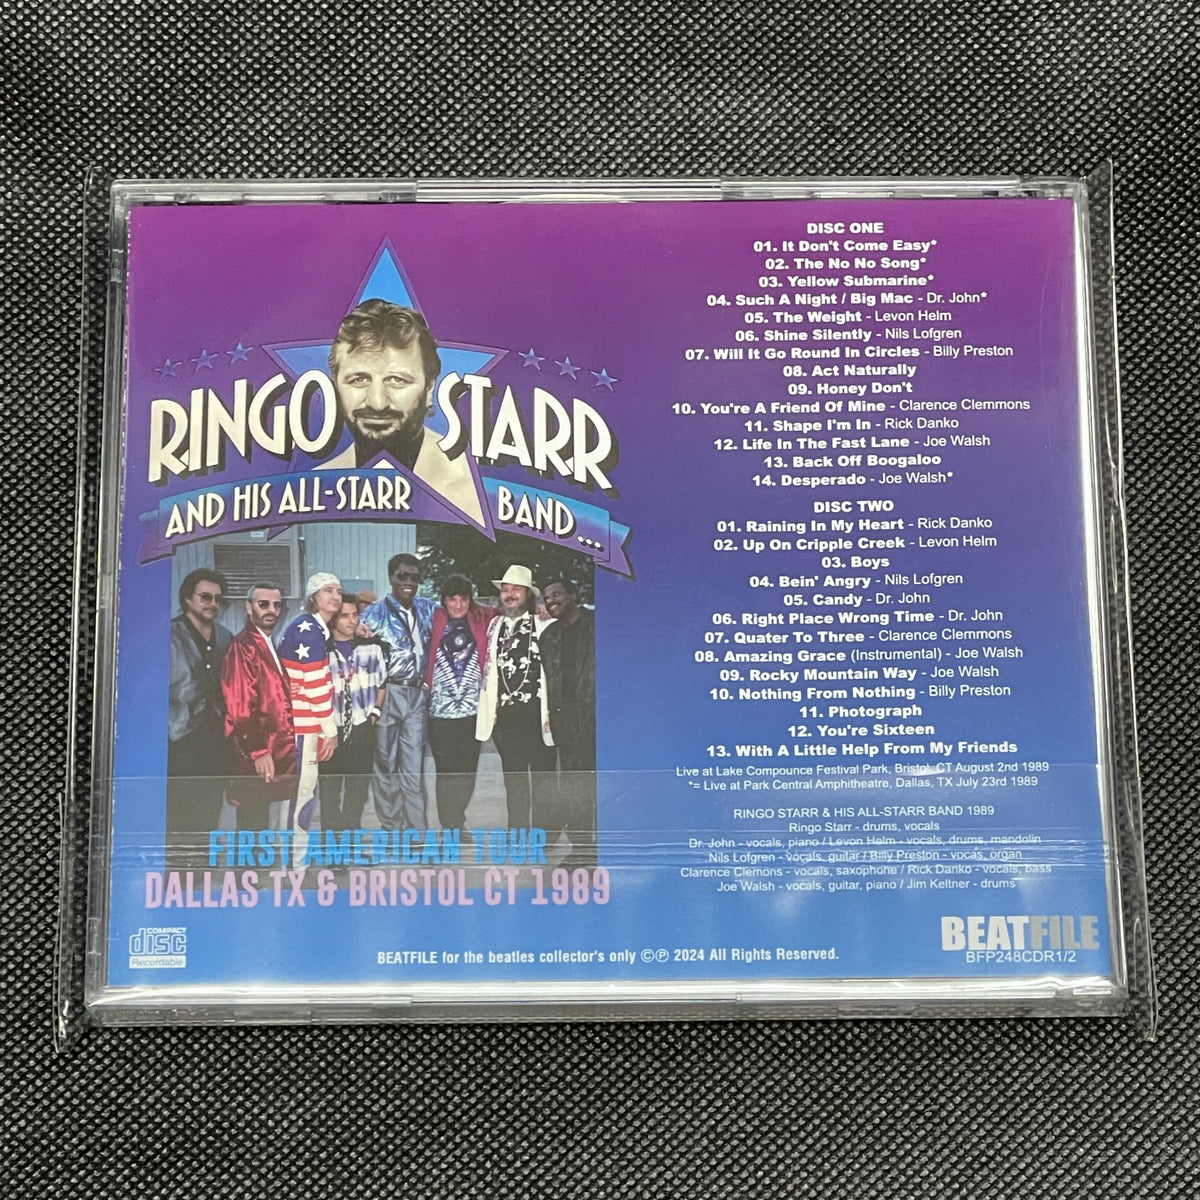 RINGO STARR
AND HIS ALL-STARR BAND...
FIRST AMERICAN TOUR
DALLAS TX & BRISTOL CT 1989
COMPACT
disc
Recordable
BEATFILE for the beatles collector's only ©℗ 2024 All Rights Reserved.
DISC ONE
01. It Don't Come Easy*
02. The No No Song*
03. Yellow Submarine*
04. Such A Night / Big Mac - Dr. John*
05. The Weight - Levon Helm
06. Shine Silently - Nils Lofgren
07. Will It Go Round In Circles - Billy Preston
08. Act Naturally
09. Honey Don't
10. You're A Friend Of Mine - Clarence Clemmons
11. Shape I'm In - Rick Danko
12. Life In The Fast Lane - Joe Walsh
13. Back Off Boogaloo
14. Desperado - Joe Walsh*
DISC TWO
01. Raining In My Heart - Rick Danko
02. Up On Cripple Creek - Levon Helm
03. Boys
04. Bein' Angry - Nils Lofgren
05. Candy - Dr. John
06. Right Place Wrong Time - Dr. John
07. Quater To Three - Clarence Clemmons
08. Amazing Grace (Instrumental) - Joe Walsh
09. Rocky Mountain Way - Joe Walsh
10. Nothing From Nothing - Billy Preston
11. Photograph
12. You're Sixteen
13. With A Little Help From My Friends
Live at Lake Compounce Festival Park, Bristol, CT August 2nd 1989
*= Live at Park Central Amphitheatre, Dallas, TX July 23rd 1989
RINGO STARR & HIS ALL-STARR BAND 1989
Ringo Starr - drums, vocals
Dr. John - vocals, piano / Levon Helm - vocals, drums, mandolin
Nils Lofgren - vocals, guitar / Billy Preston - vocas, organ
Clarence Clemons - vocals, saxophone / Rick Danko - vocals, bass
Joe Walsh - vocals, guitar, piano / Jim Keltner - drums
BEATFILE
BFP248CDR1/2